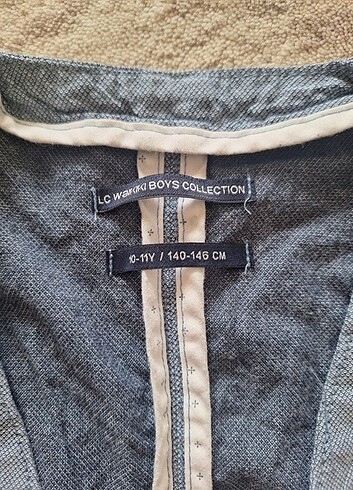 LC waikiki BOYS COLLECTION
10-11Y / 140-146 CM